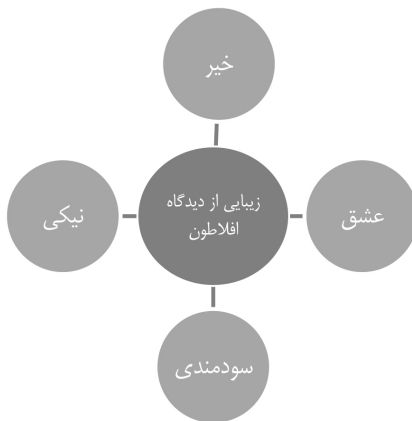 خیر
زیبایی از دیدگاه
افلاطون
عشق
نیکی
سودمندی